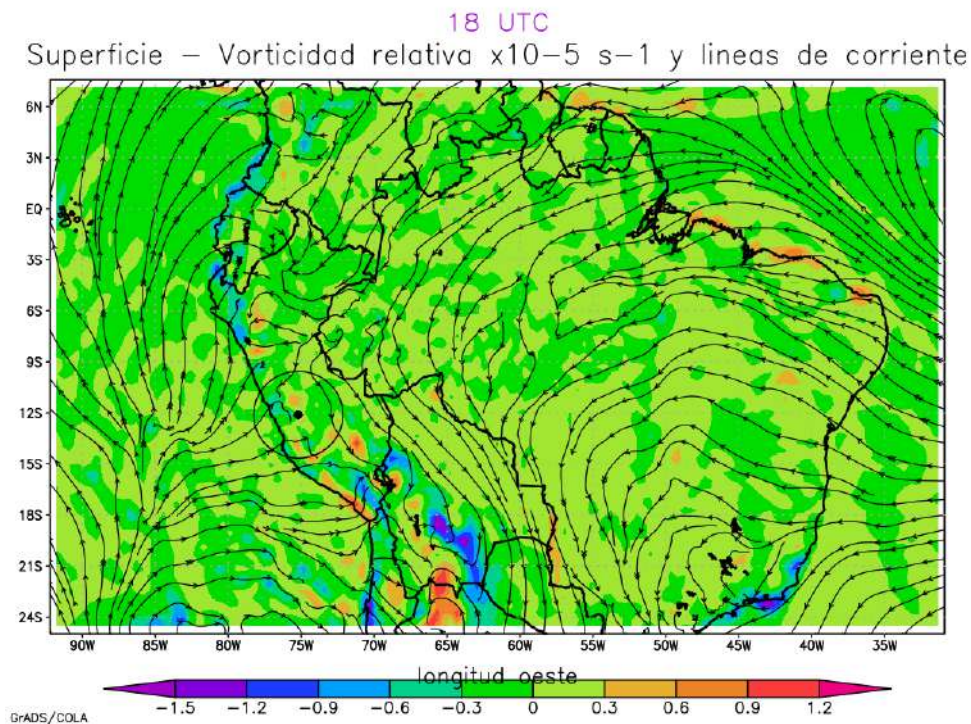 18 UTC
Superficie – Vorticidad relativa x10–5 s–1 y lineas de corriente
6N
3N
EQ
3S
6S
9S
12S
15S
18S
21S
24S
90W 85W 80W 75W 70W 65W 60W 55W 50W 45W 40W 35W
longitud oeste
−1.5 −1.2 −0.9 −0.6 −0.3 0 0.3 0.6 0.9 1.2
GrADS/COLA